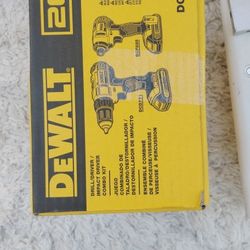 20
DC
DEWALT
DRILL/DRIVER/
IMPACT DRIVER
COMBO KIT
JUEGO
COMBINADO DE
TALADRO/DESTORNILLADOR/
DESTORNILLADOR DE IMPACTO
ENSEMBLE COMBINÉ
DE PERCEUSE/VISSEUSE/
VISSEUSE À PERCUSSION